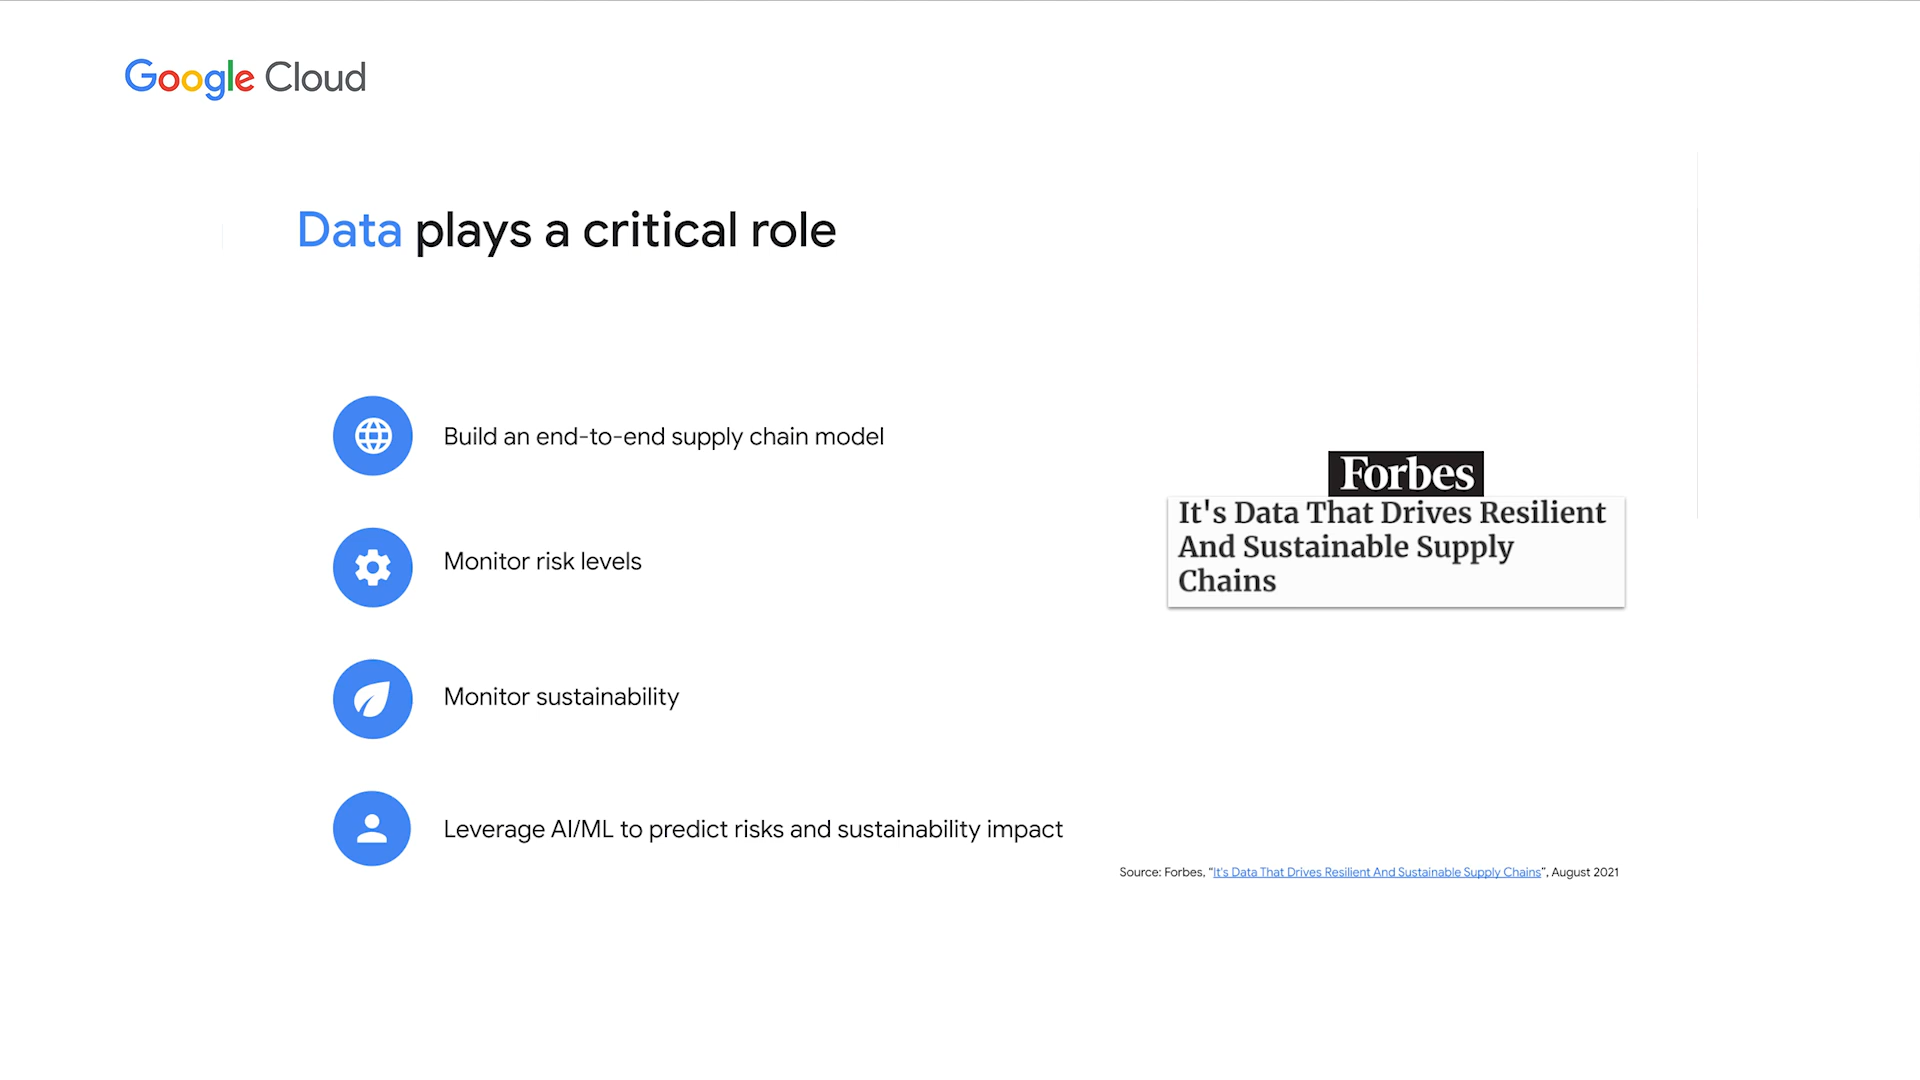 Google Cloud
Data plays a critical role
Build an end-to-end supply chain model
Monitor risk levels
Monitor sustainability
Leverage AI/ML to predict risks and sustainability impact
Forbes
It's Data That Drives Resilient
And Sustainable Supply
Chains
Source: Forbes, “It's Data That Drives Resilient And Sustainable Supply Chains”, August 2021